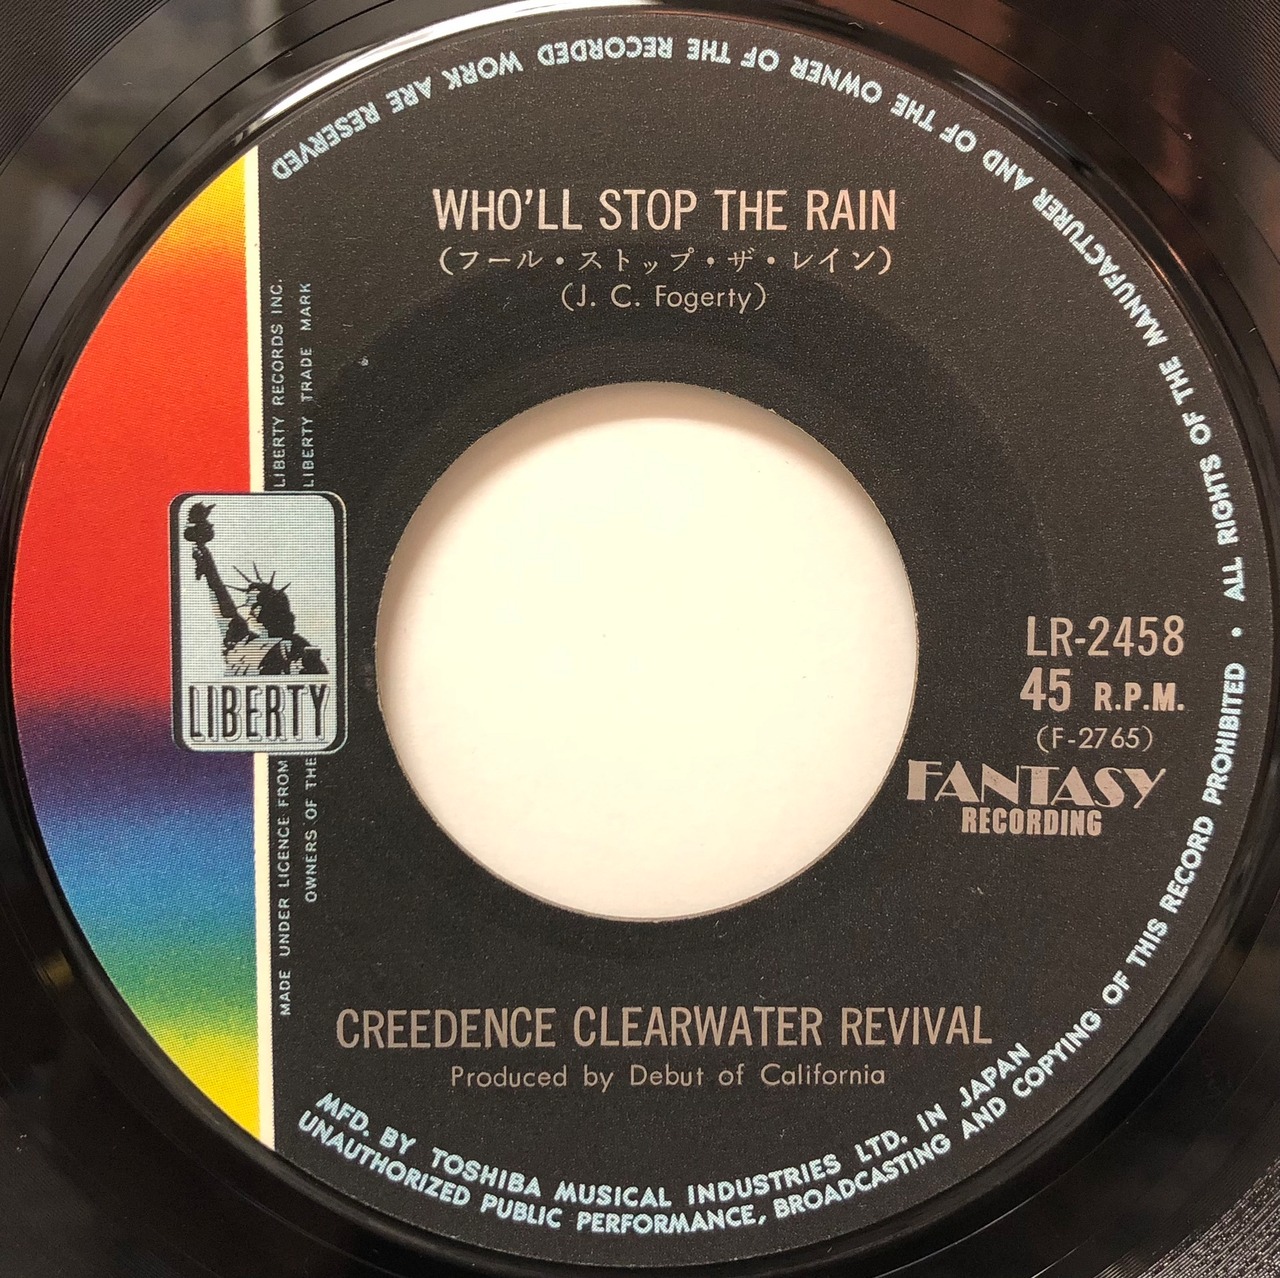 WHO'LL STOP THE RAIN
(フール・ストップ・ザ・レイン)
(J. C. Fogerty)
MADE UNDER LICENCE FROM LIBERTY RECORDS INC.
OWNERS OF THE LIBERTY TRADE MARK
LIBERTY
LR-2458
45 R.P.M.
(F-2765)
FANTASY
RECORDING
CREEDENCE CLEARWATER REVIVAL
Produced by Debut of California
MFD. BY TOSHIBA MUSICAL INDUSTRIES LTD. IN JAPAN
UNAUTHORIZED PUBLIC PERFORMANCE, BROADCASTING AND COPYING OF THIS RECORD PROHIBITED • ALL RIGHTS OF THE MANUFACTURER AND OF THE OWNER OF THE RECORDED WORK ARE RESERVED